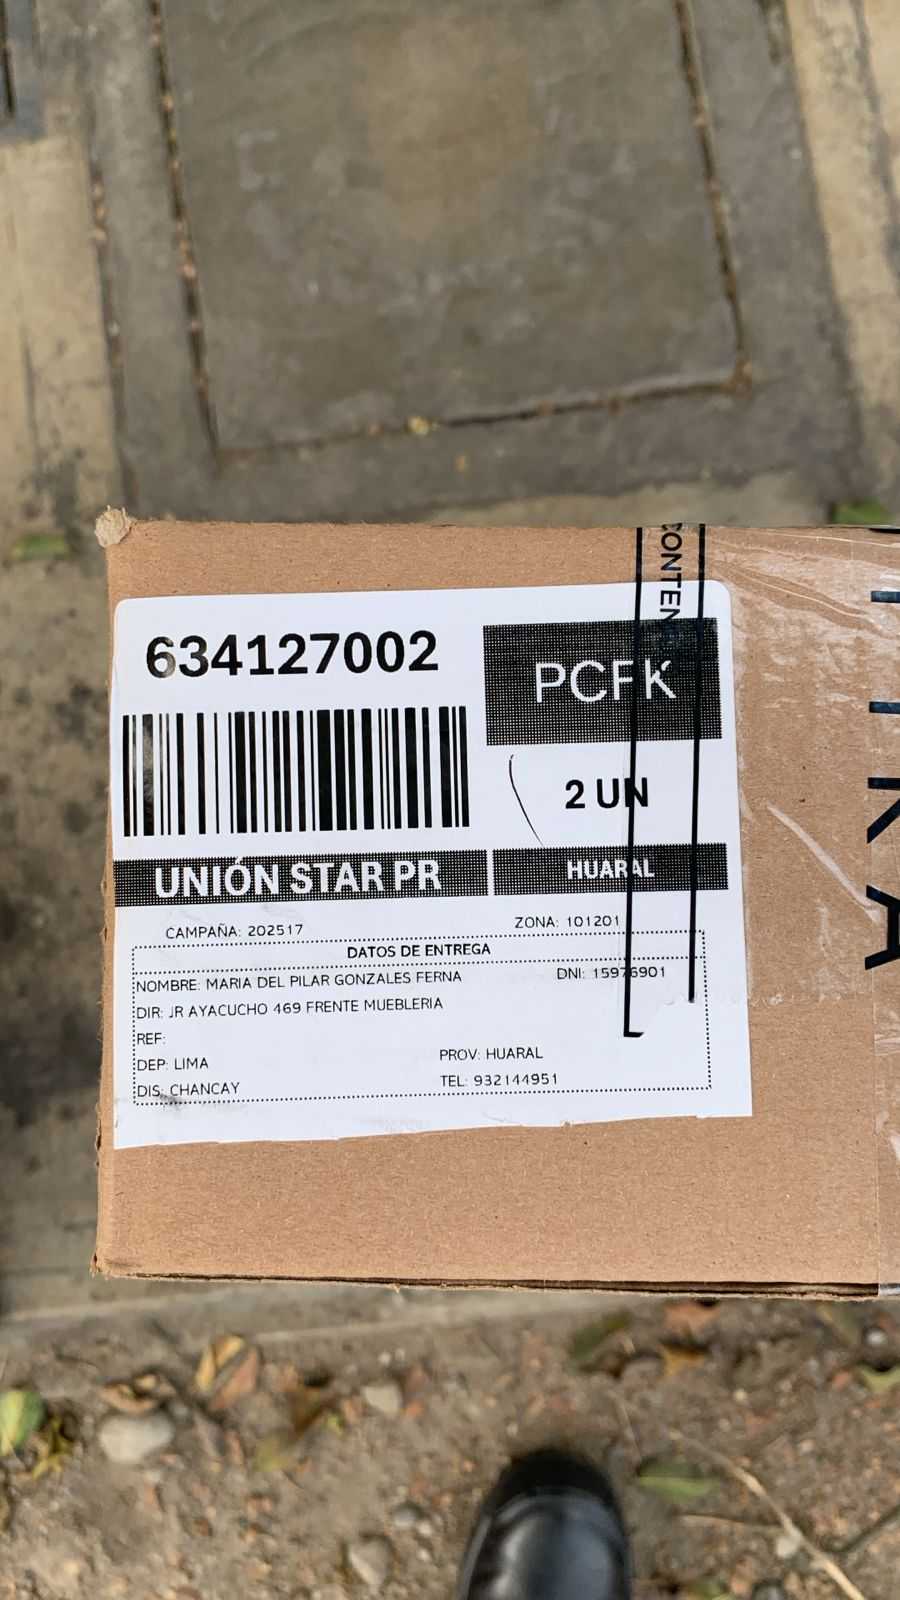 CONTEN
634127002
PCFK
2 UN
UNIÓN STAR PR
HUARAL
CAMPAÑA: 202517
ZONA: 101201
DATOS DE ENTREGA
NOMBRE: MARIA DEL PILAR GONZALES FERNA DNI: 15976901
DIR: JR AYACUCHO 469 FRENTE MUEBLERIA
REF:
DEP: LIMA PROV: HUARAL
DIS: CHANCAY TEL: 932144951